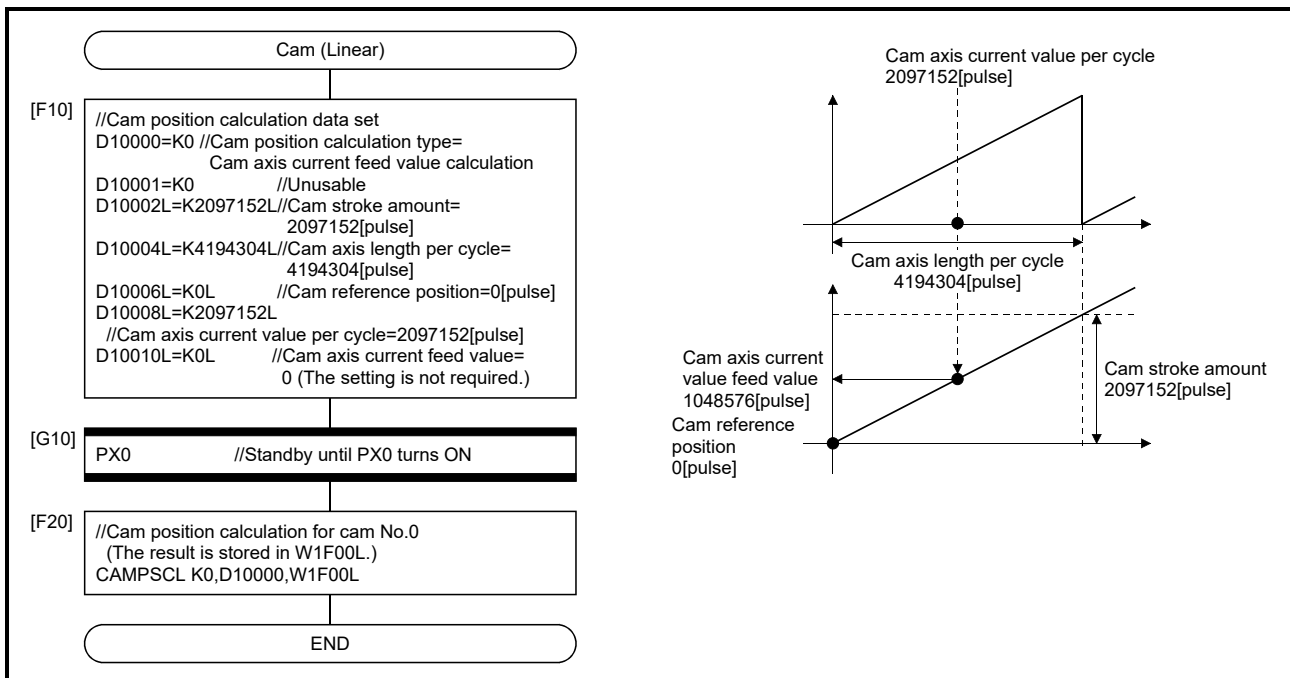 Cam (Linear)
[F10]
//Cam position calculation data set
D10000=K0 //Cam position calculation type=
Cam axis current feed value calculation
D10001=K0 //Unusable
D10002L=K2097152L//Cam stroke amount=
2097152[pulse]
D10004L=K4194304L//Cam axis length per cycle=
4194304[pulse]
D10006L=K0L //Cam reference position=0[pulse]
D10008L=K2097152L
//Cam axis current value per cycle=2097152[pulse]
D10010L=K0L //Cam axis current feed value=
0 (The setting is not required.)
[G10]
PX0 //Standby until PX0 turns ON
[F20]
//Cam position calculation for cam No.0
(The result is stored in W1F00L.)
CAMPSCL K0,D10000,W1F00L
END
Cam axis current value per cycle
2097152[pulse]
Cam axis length per cycle
4194304[pulse]
Cam axis current
value feed value
1048576[pulse]
Cam reference
position
0[pulse]
Cam stroke amount
2097152[pulse]